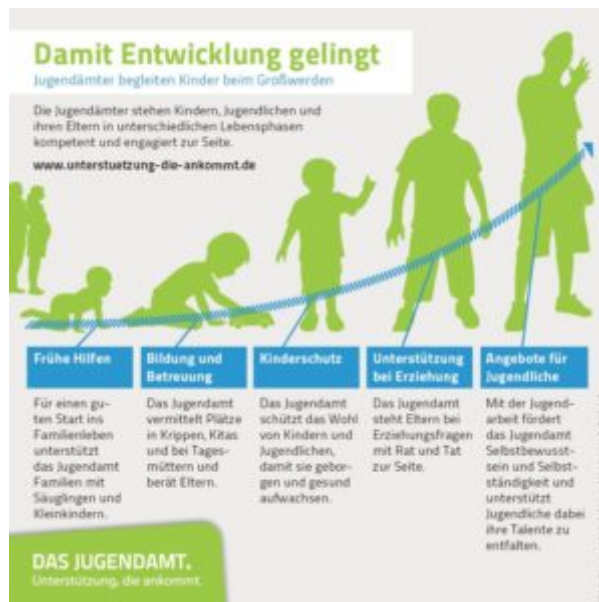 Damit Entwicklung gelingt
Jugendämter begleiten Kinder beim Großwerden
Die Jugendämter stehen Kindern, Jugendlichen und
ihren Eltern in unterschiedlichen Lebensphasen
kompetent und engagiert zur Seite.
www.unterstuetzung-die-ankommt.de
Frühe Hilfen
Für einen gu-
ten Start ins
Familienleben
unterstützt
das Jugendamt
Familien mit
Säuglingen und
Kleinkindern.
Bildung und
Betreuung
Das Jugendamt
vermittelt Plätze
in Krippen, Kitas
und bei Tages-
müttern und
berät Eltern.
Kinderschutz
Das Jugendamt
schützt das Wohl
von Kindern und
Jugendlichen,
damit sie gebor-
gen und gesund
aufwachsen.
Unterstützung
bei Erziehung
Das Jugendamt
steht Eltern bei
Erziehungsfragen
mit Rat und Tat
zur Seite.
Angebote für
Jugendliche
Mit der Jugend-
arbeit fördert
das Jugendamt
Selbstbewusst-
sein und Selbst-
ständigkeit und
unterstützt
Jugendliche dabei
ihre Talente zu
entfalten.
DAS JUGENDAMT.
Unterstützung, die ankommt.